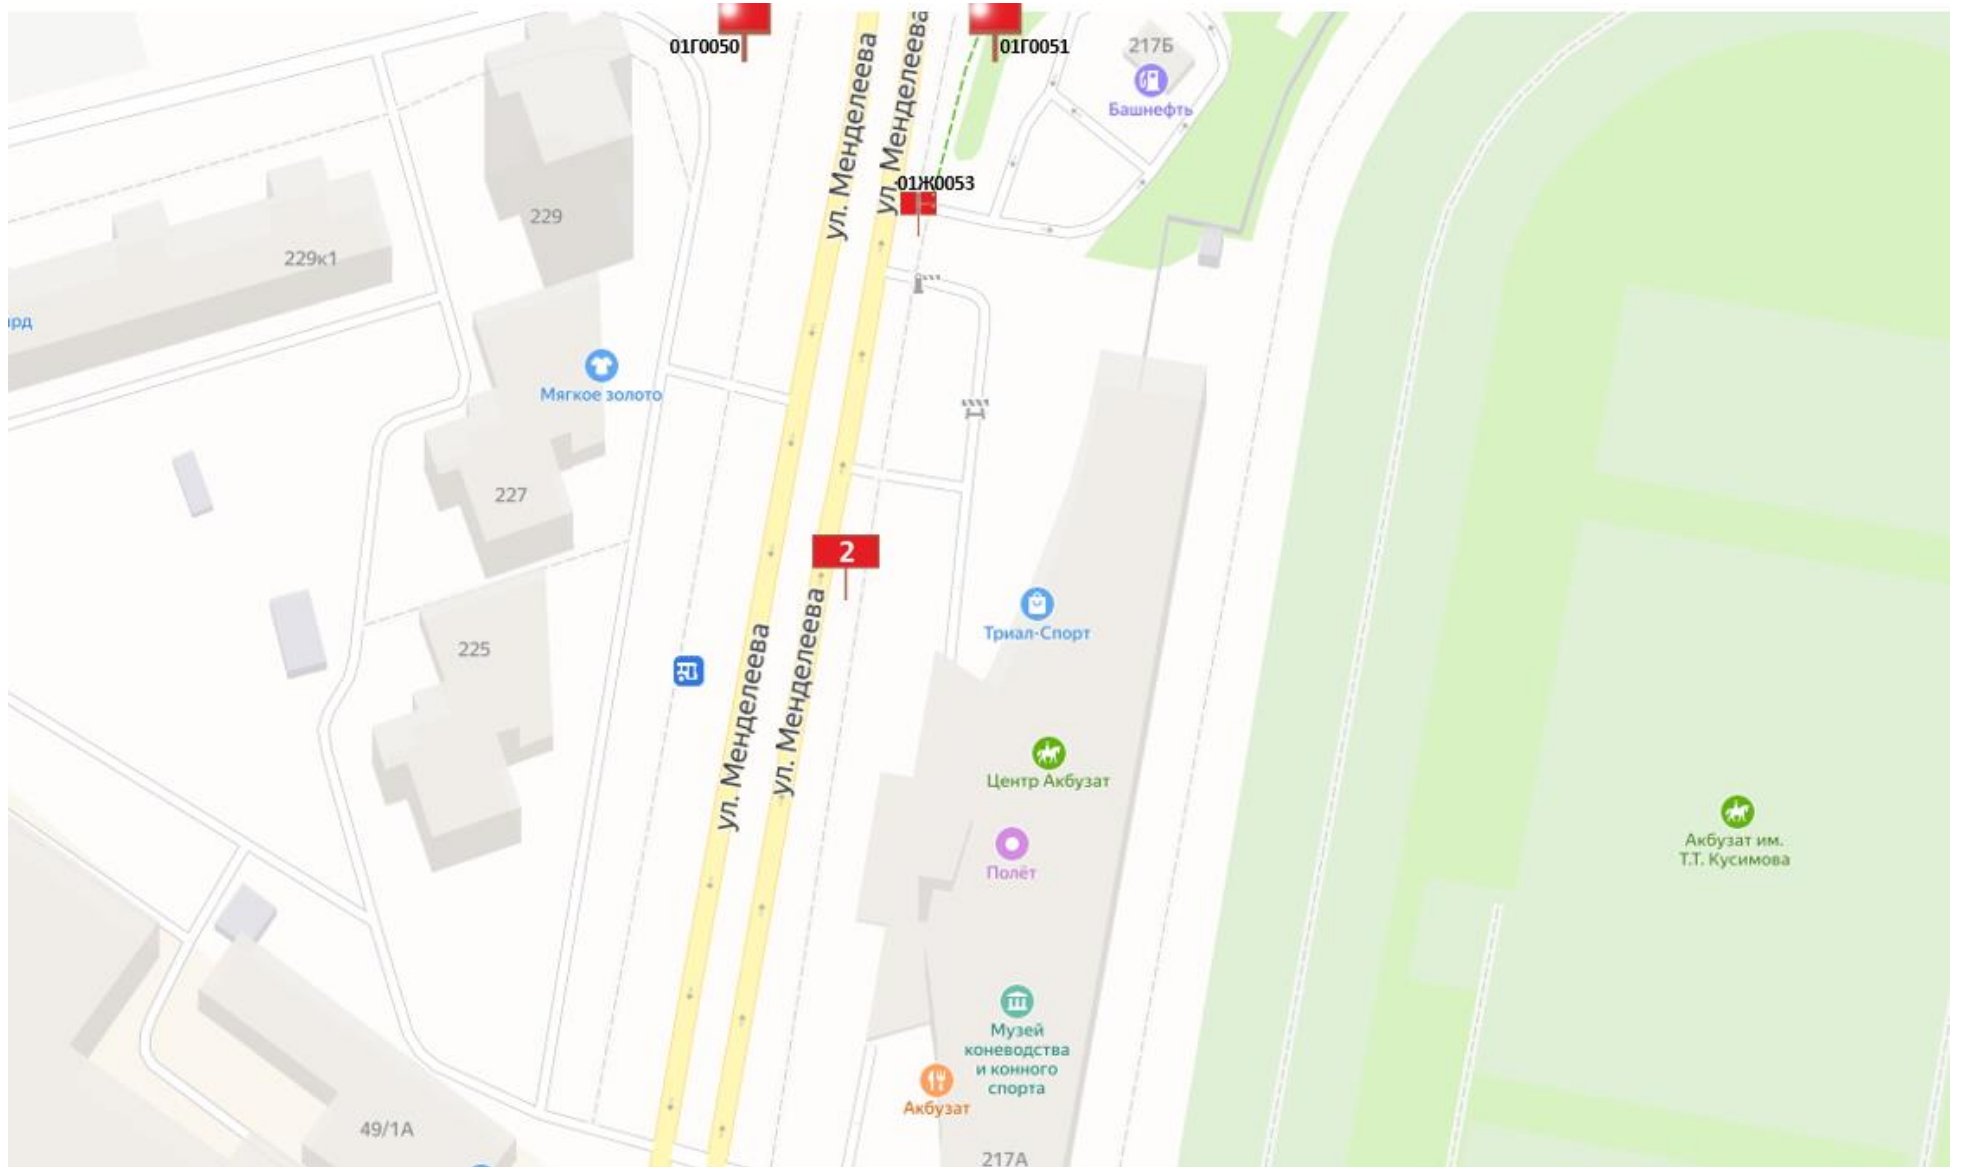 01Г0050
ул. Менделеева
ул. Менделеева
01Г0051
217Б
Башнефть
01Ж0053
229
229к1
Мягкое золото
227
2
225
Триал-Спорт
ул. Менделеева
ул. Менделеева
Центр Акбузат
Полёт
Акбузат им.
Т.Т. Кусимова
Музей
коневодства
и конного
спорта
Акбузат
49/1А
217А